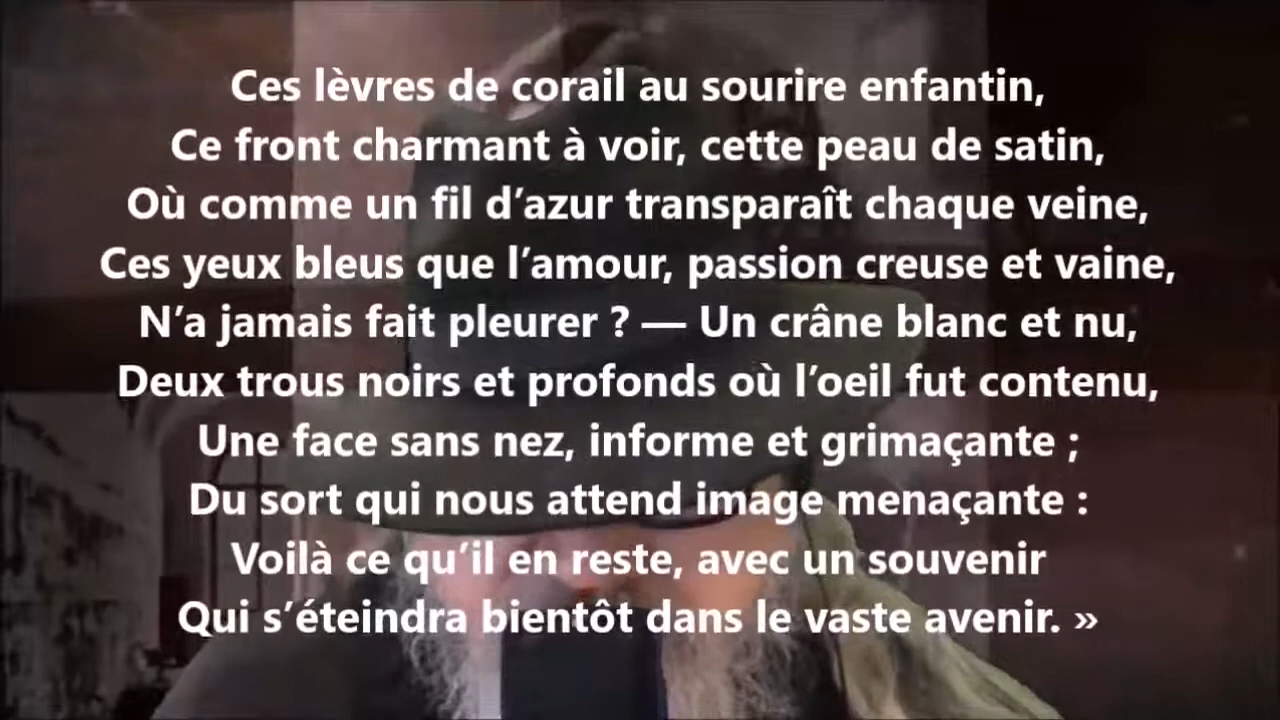 Ces lèvres de corail au sourire enfantin,
Ce front charmant à voir, cette peau de satin,
Où comme un fil d’azur transparaît chaque veine,
Ces yeux bleus que l’amour, passion creuse et vaine,
N’a jamais fait pleurer ? — Un crâne blanc et nu,
Deux trous noirs et profonds où l’oeil fut contenu,
Une face sans nez, informe et grimaçante ;
Du sort qui nous attend image menaçante :
Voilà ce qu’il en reste, avec un souvenir
Qui s’éteindra bientôt dans le vaste avenir. »